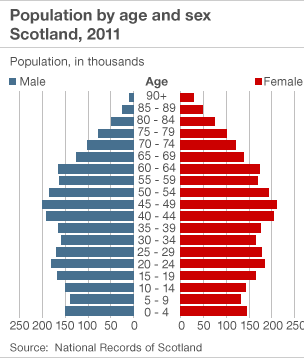 Population by age and sex
Scotland, 2011
Population, in thousands
Male Age Female
90+
85 - 89
80 - 84
75 - 79
70 - 74
65 - 69
60 - 64
55 - 59
50 - 54
45 - 49
40 - 44
35 - 39
30 - 34
25 - 29
20 - 24
15 - 19
10 - 14
5 - 9
0 - 4
250 200 150 100 50 0 0 50 100 150 200 250
Source: National Records of Scotland